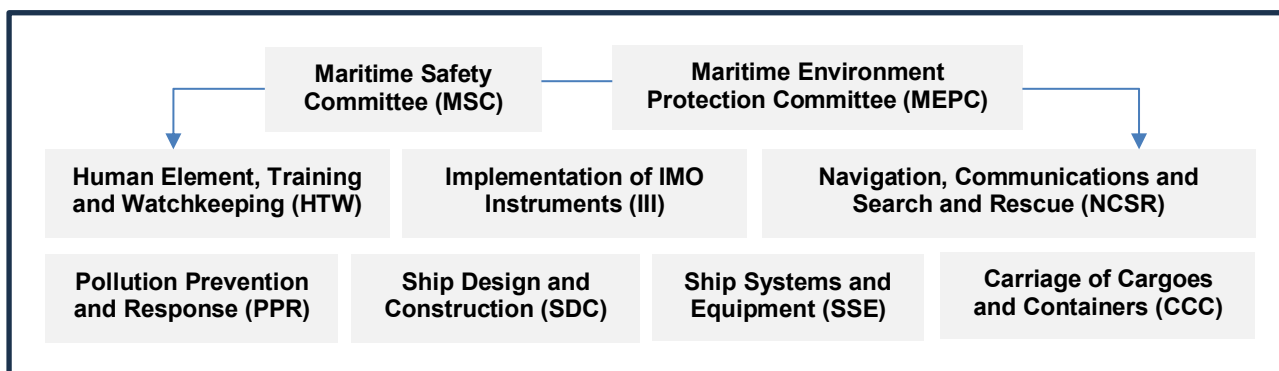 Maritime Safety
Committee (MSC)
Maritime Environment
Protection Committee (MEPC)
Human Element, Training
and Watchkeeping (HTW)
Implementation of IMO
Instruments (III)
Navigation, Communications and
Search and Rescue (NCSR)
Pollution Prevention
and Response (PPR)
Ship Design and
Construction (SDC)
Ship Systems and
Equipment (SSE)
Carriage of Cargoes
and Containers (CCC)